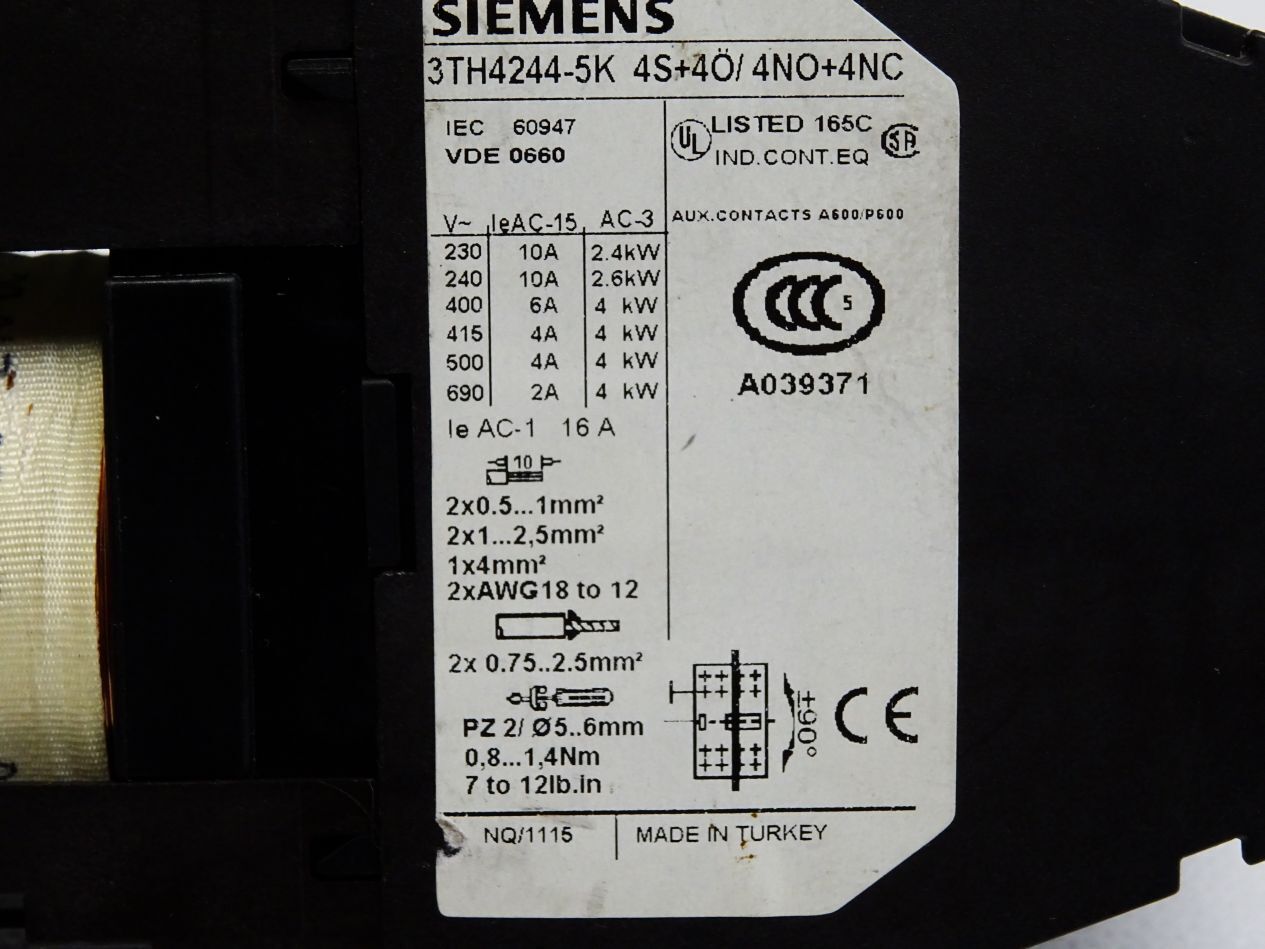 SIEMENS
3TH4244-5K 4S+4Ö/ 4NO+4NC
IEC 60947
VDE 0660
UL LISTED 165C
IND.CONT.EQ
SA
AUX.CONTACTS A600/P600
V~ IeAC-15 AC-3
230 10A 2.4kW
240 10A 2.6kW
400 6A 4 kW
415 4A 4 kW
500 4A 4 kW
690 2A 4 kW
CCC S
A039371
Ie AC-1 16 A
10
2x0.5...1mm²
2x1...2,5mm²
1x4mm²
2xAWG18 to 12
2x 0.75..2.5mm²
PZ 2/ Ø5..6mm
0,8...1,4Nm
7 to 12lb.in
±90°
CE
NQ/1115
MADE IN TURKEY